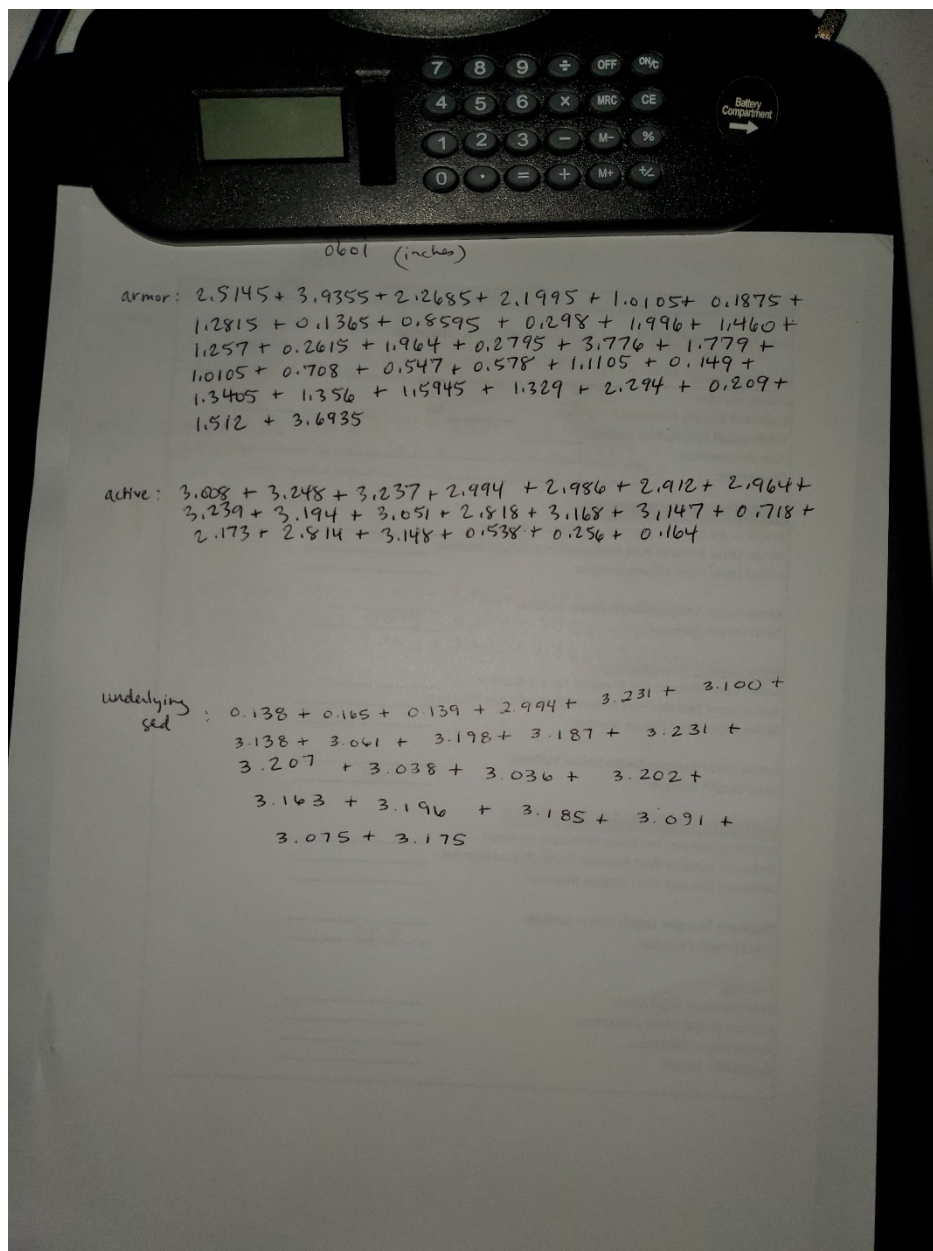 7 8 9 ÷ OFF ON/C
4 5 6 × MRC CE
1 2 3 − M− %
0 · = + M+ +/−
Battery
Compartment
0601 (inches)
armor: 2.5145 + 3.9355 + 2.2685 + 2.1995 + 1.0105 + 0.1875 +
1.2815 + 0.1365 + 0.8595 + 0.298 + 1.996 + 1.460 +
1.257 + 0.2615 + 1.964 + 0.2795 + 3.776 + 1.779 +
1.0105 + 0.708 + 0.547 + 0.578 + 1.1105 + 0.149 +
1.3405 + 1.356 + 1.5945 + 1.329 + 2.294 + 0.209 +
1.512 + 3.6935
active: 3.008 + 3.248 + 3.237 + 2.994 + 2.986 + 2.912 + 2.964 +
3.239 + 3.194 + 3.051 + 2.818 + 3.168 + 3.147 + 0.718 +
2.173 + 2.814 + 3.148 + 0.538 + 0.256 + 0.164
underlying sed : 0.138 + 0.165 + 0.139 + 2.994 + 3.231 + 3.100 +
3.138 + 3.061 + 3.198 + 3.187 + 3.231 +
3.207 + 3.038 + 3.036 + 3.202 +
3.163 + 3.196 + 3.185 + 3.091 +
3.075 + 3.175